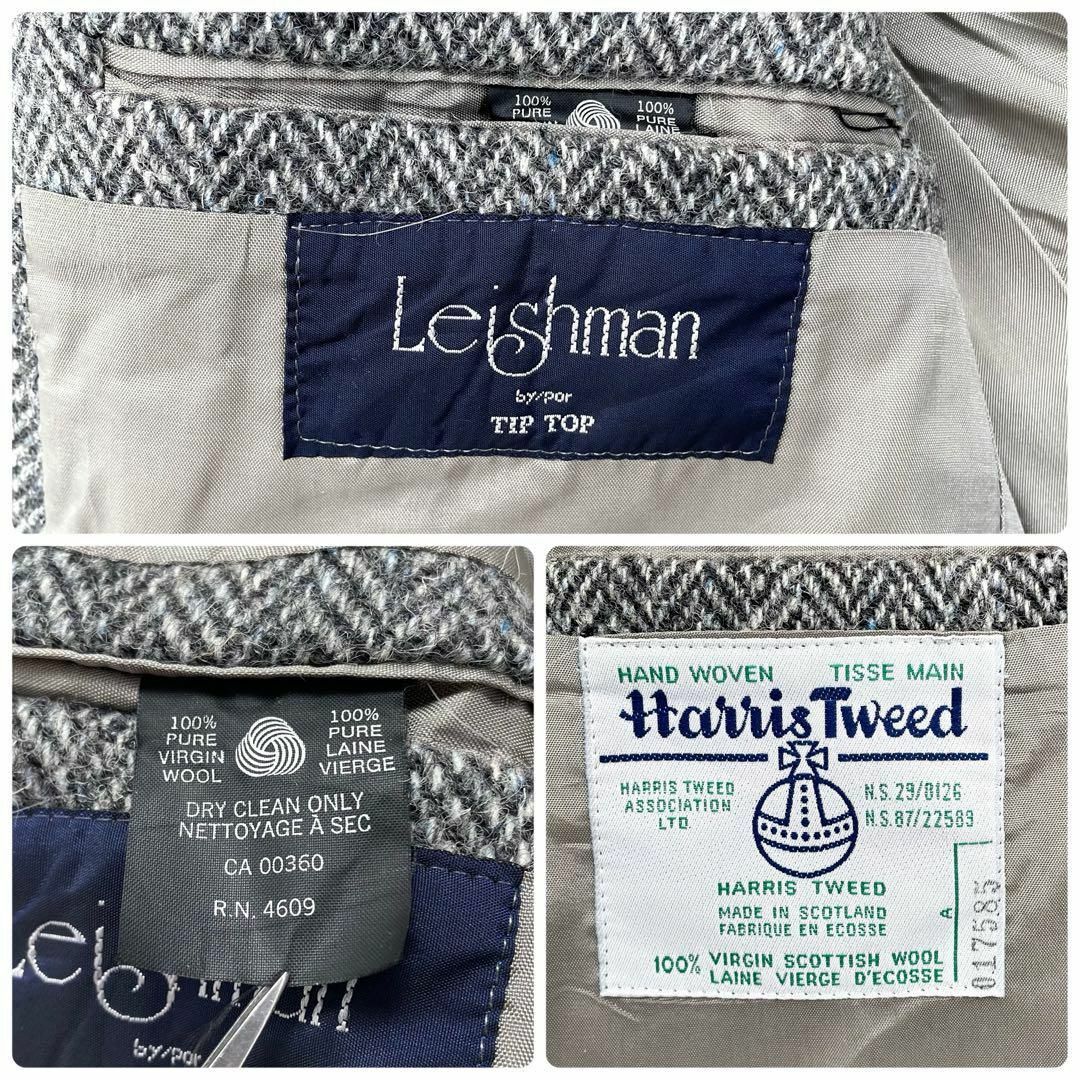 100%
PURE
100%
PURE
LAINE
Leishman
by/por
TIP TOP
100%
PURE
VIRGIN
WOOL
100%
PURE
LAINE
VIERGE
DRY CLEAN ONLY
NETTOYAGE À SEC
CA 00360
R.N. 4609
by/por
HAND WOVEN TISSE MAIN
Harris Tweed
HARRIS TWEED
ASSOCIATION
LTD.
N.S. 29/0126
N.S. 87/22589
HARRIS TWEED
MADE IN SCOTLAND
FABRIQUE EN ECOSSE
100% VIRGIN SCOTTISH WOOL
LAINE VIERGE D'ECOSSE
A
017585